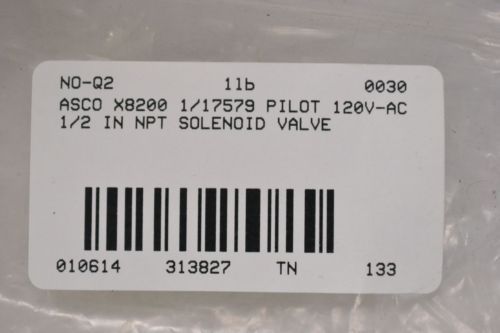 NO-Q2 1lb 0030
ASCO X8200 1/17579 PILOT 120V-AC
1/2 IN NPT SOLENOID VALVE
010614 313827 TN 133